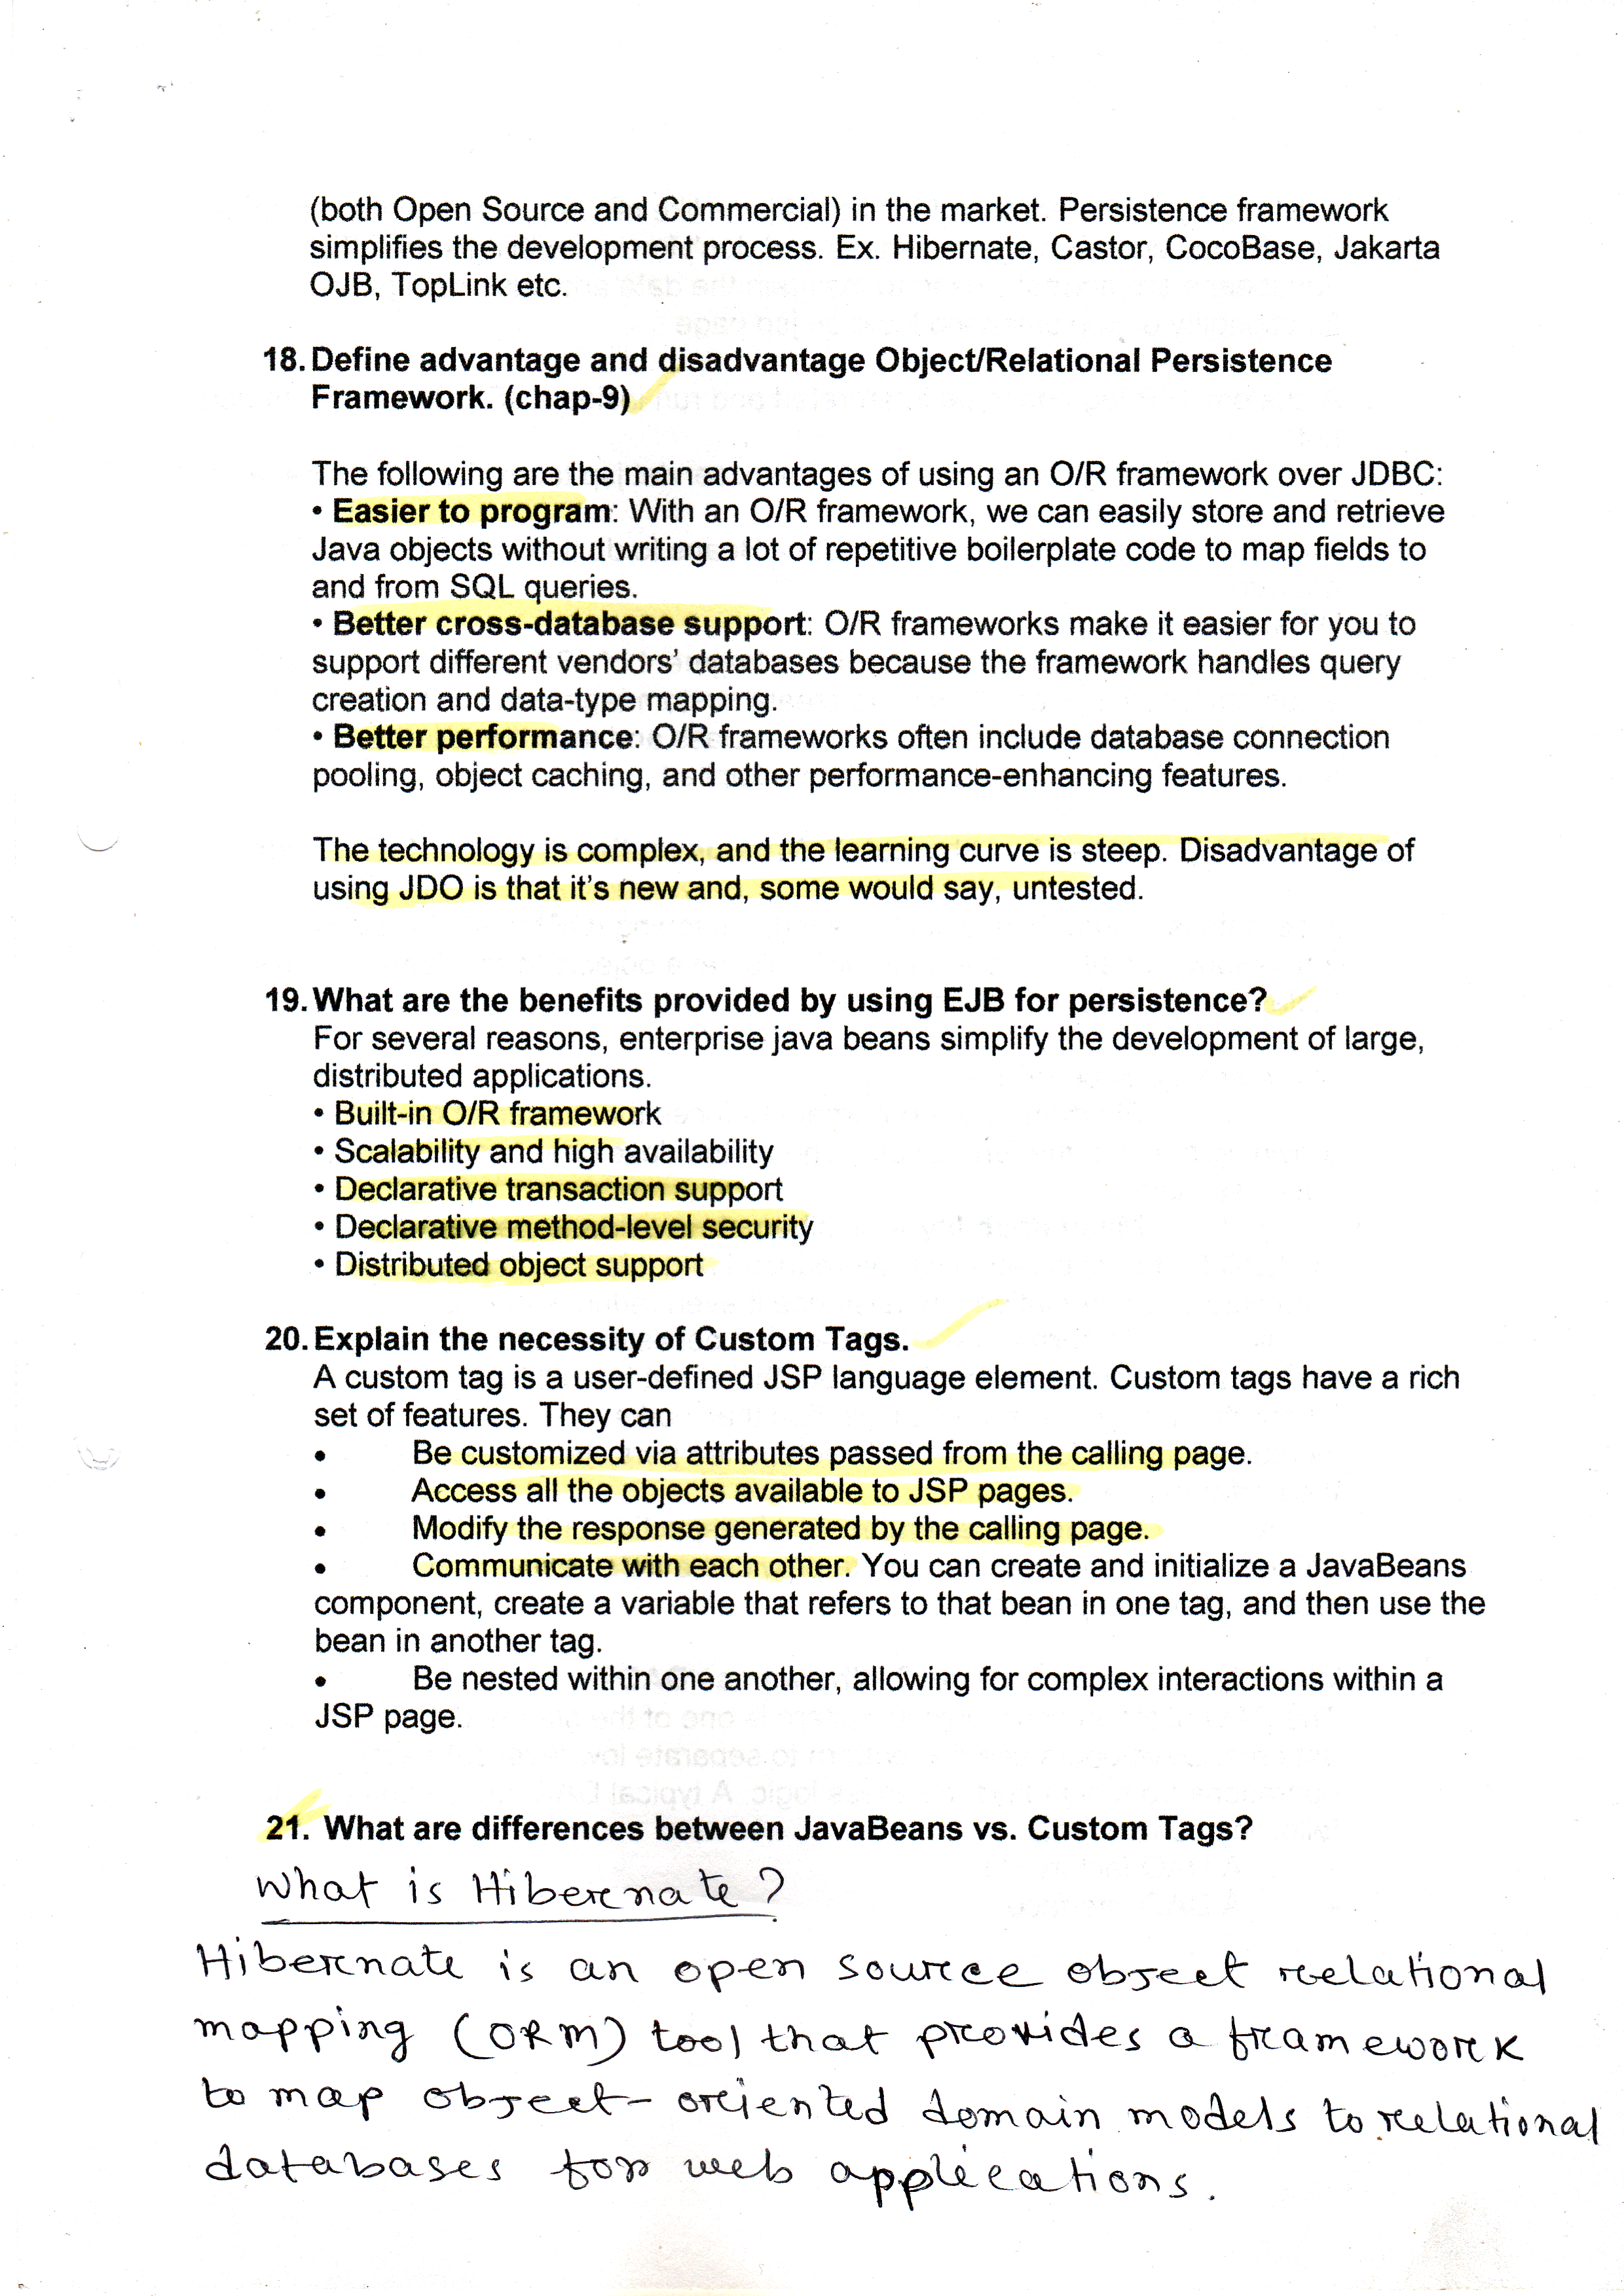 (both Open Source and Commercial) in the market. Persistence framework
simplifies the development process. Ex. Hibernate, Castor, CocoBase, Jakarta
OJB, TopLink etc.
18. Define advantage and disadvantage Object/Relational Persistence
Framework. (chap-9)
The following are the main advantages of using an O/R framework over JDBC:
• Easier to program: With an O/R framework, we can easily store and retrieve
Java objects without writing a lot of repetitive boilerplate code to map fields to
and from SQL queries.
• Better cross-database support: O/R frameworks make it easier for you to
support different vendors’ databases because the framework handles query
creation and data-type mapping.
• Better performance: O/R frameworks often include database connection
pooling, object caching, and other performance-enhancing features.
The technology is complex, and the learning curve is steep. Disadvantage of
using JDO is that it’s new and, some would say, untested.
19. What are the benefits provided by using EJB for persistence?
For several reasons, enterprise java beans simplify the development of large,
distributed applications.
• Built-in O/R framework
• Scalability and high availability
• Declarative transaction support
• Declarative method-level security
• Distributed object support
20. Explain the necessity of Custom Tags.
A custom tag is a user-defined JSP language element. Custom tags have a rich
set of features. They can
• Be customized via attributes passed from the calling page.
• Access all the objects available to JSP pages.
• Modify the response generated by the calling page.
• Communicate with each other. You can create and initialize a JavaBeans
component, create a variable that refers to that bean in one tag, and then use the
bean in another tag.
• Be nested within one another, allowing for complex interactions within a
JSP page.
21. What are differences between JavaBeans vs. Custom Tags?
What is Hibernate?
Hibernate is an open source object relational
mapping (ORM) tool that provides a framework
to map object-oriented domain models to relational
databases for web applications.